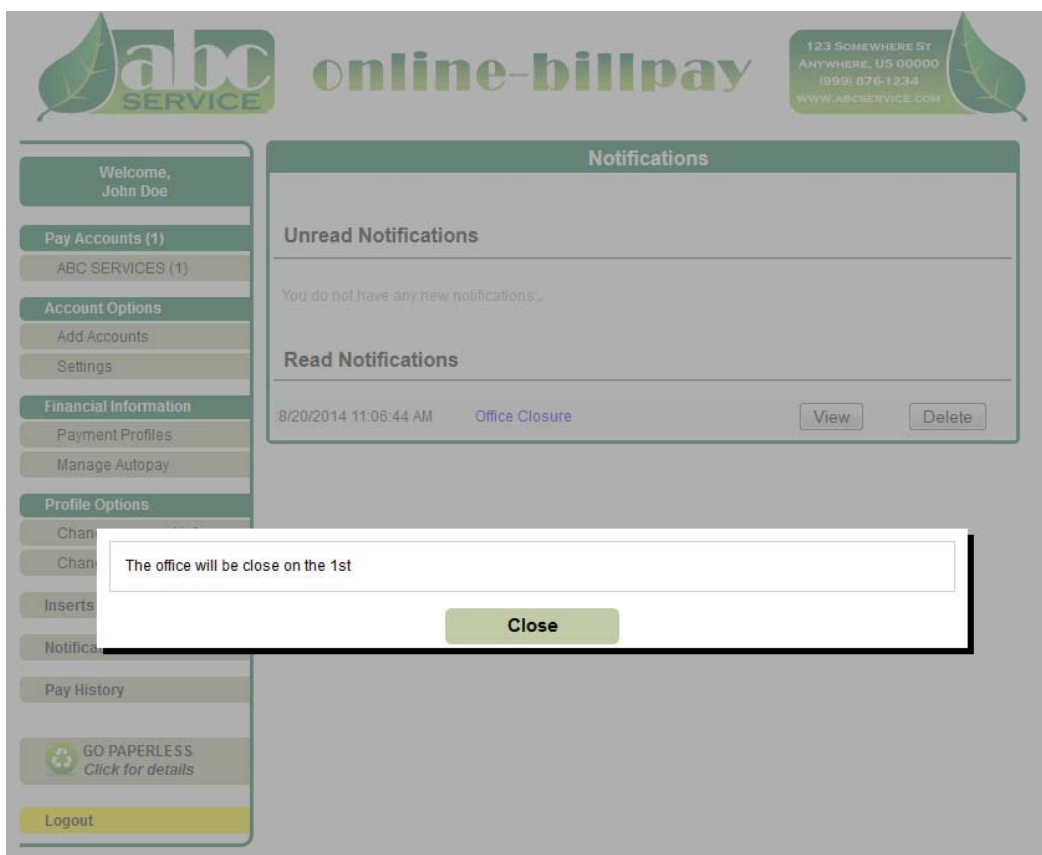 abc
SERVICE
online-billpay
123 SOMEWHERE ST
ANYWHERE, US 00000
(999) 876-1234
WWW.ABCSERVICE.COM
Welcome,
John Doe
Pay Accounts (1)
ABC SERVICES (1)
Account Options
Add Accounts
Settings
Financial Information
Payment Profiles
Manage Autopay
Profile Options
Chan
Chan
Inserts
Notifica
Pay History
GO PAPERLESS
Click for details
Logout
Notifications
Unread Notifications
You do not have any new notifications..
Read Notifications
8/20/2014 11:06:44 AM Office Closure View Delete
The office will be close on the 1st
Close